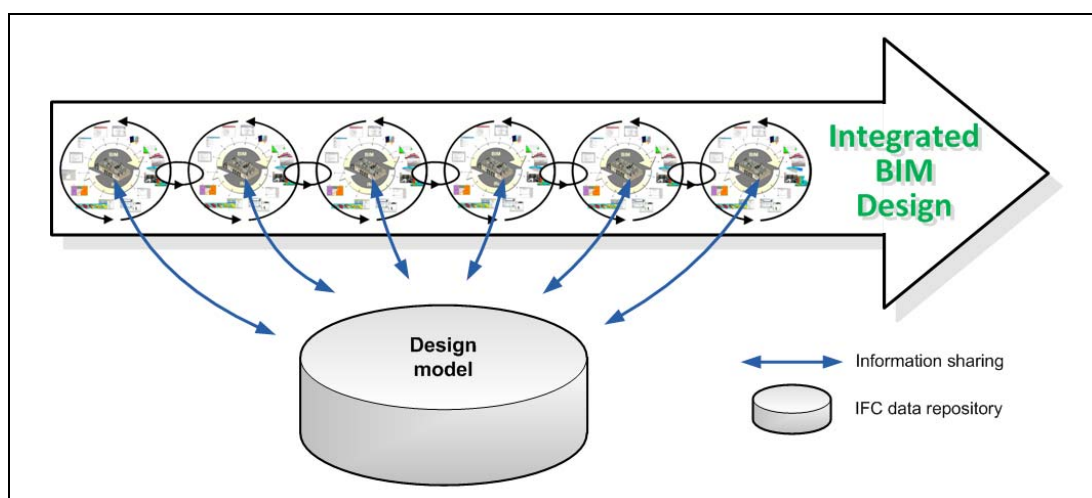 Integrated
BIM
Design
Design
model
Information sharing
IFC data repository